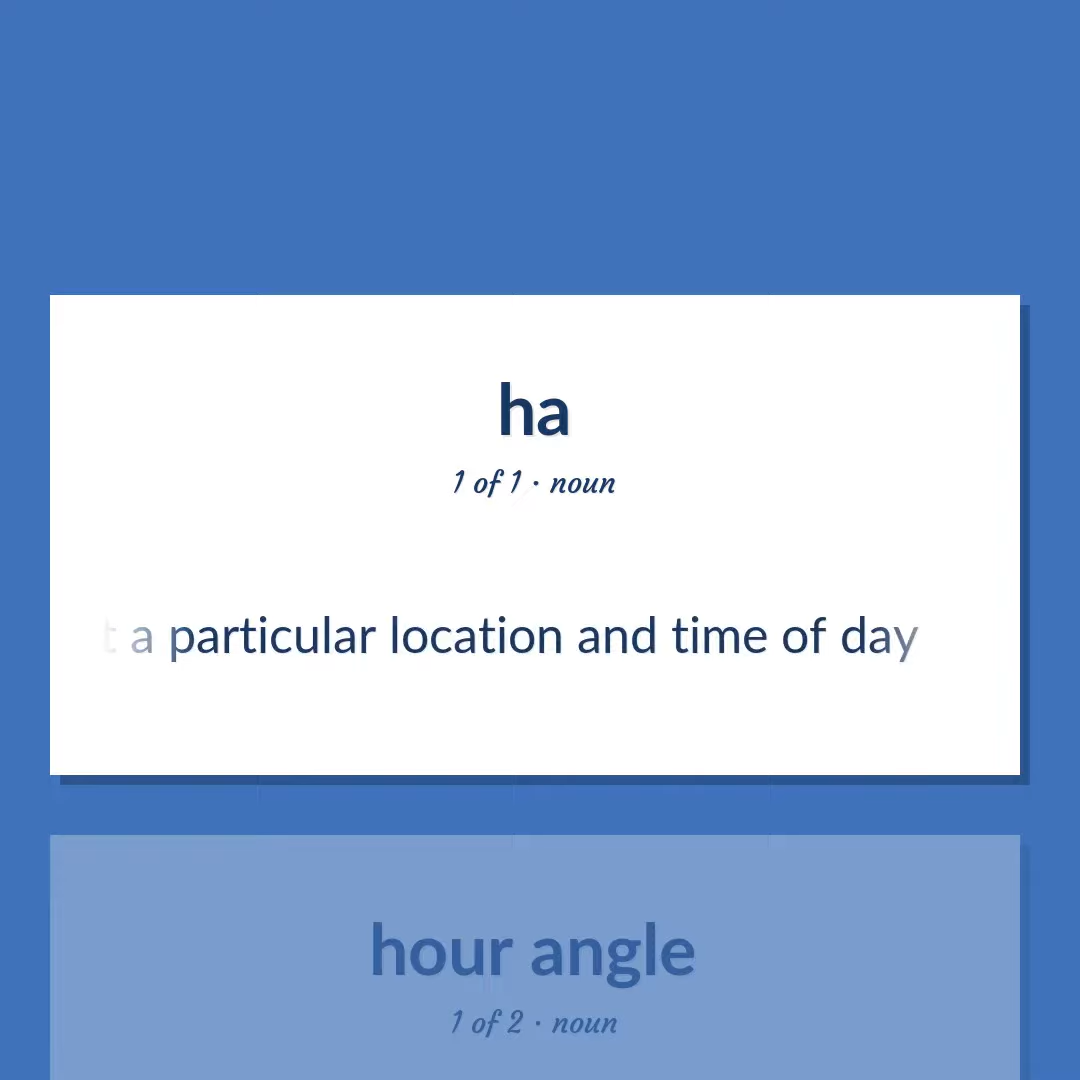 ha
1 of 1 · noun
t a particular location and time of day
hour angle
1 of 2 · noun